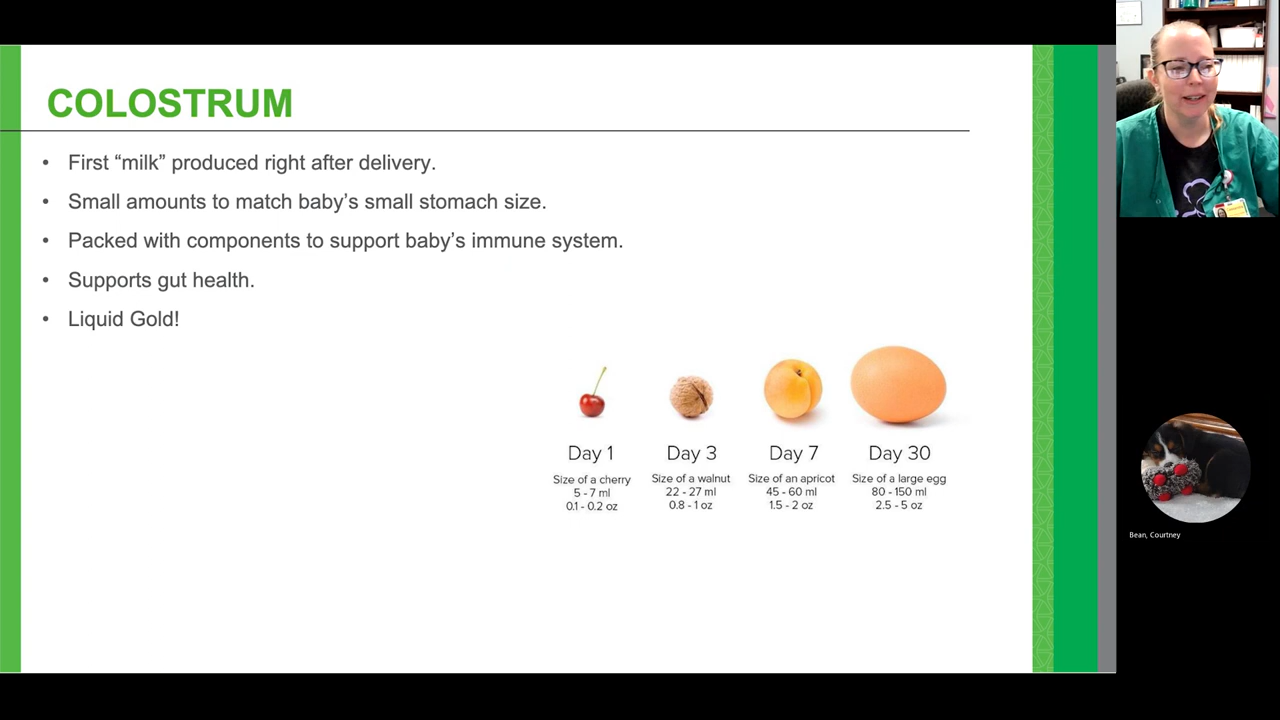 COLOSTRUM
• First “milk” produced right after delivery.
• Small amounts to match baby’s small stomach size.
• Packed with components to support baby’s immune system.
• Supports gut health.
• Liquid Gold!
Day 1
Size of a cherry
5 - 7 ml
0.1 - 0.2 oz
Day 3
Size of a walnut
22 - 27 ml
0.8 - 1 oz
Day 7
Size of an apricot
45 - 60 ml
1.5 - 2 oz
Day 30
Size of a large egg
80 - 150 ml
2.5 - 5 oz
Bean, Courtney